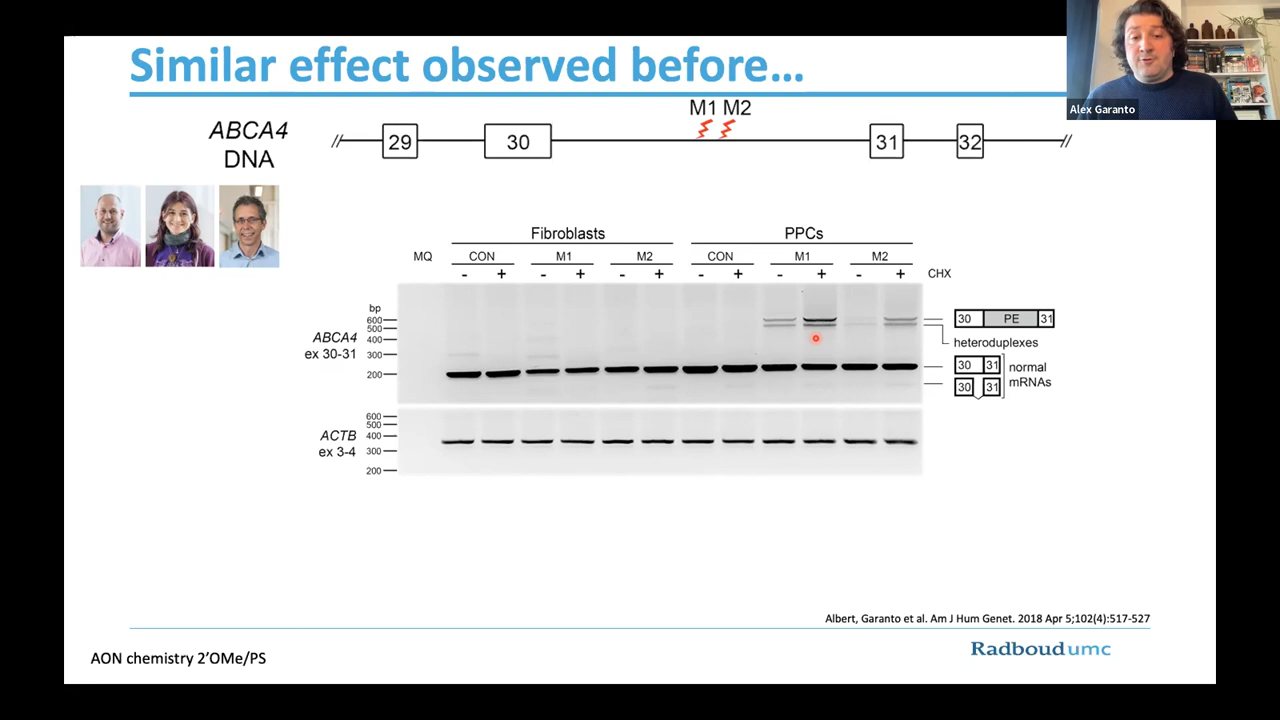 Similar effect observed before…
Alex Garanto
M1 M2
ABCA4
DNA
29 30 31 32
Fibroblasts PPCs
MQ CON M1 M2 CON M1 M2
- + - + - + - + - + - + CHX
bp
600
500
400
300
200
ABCA4
ex 30-31
30 PE 31
heteroduplexes
30 31
normal
mRNAs
30 31
600
500
400
300
200
ACTB
ex 3-4
Albert, Garanto et al. Am J Hum Genet. 2018 Apr 5;102(4):517-527
Radboudumc
AON chemistry 2’OMe/PS